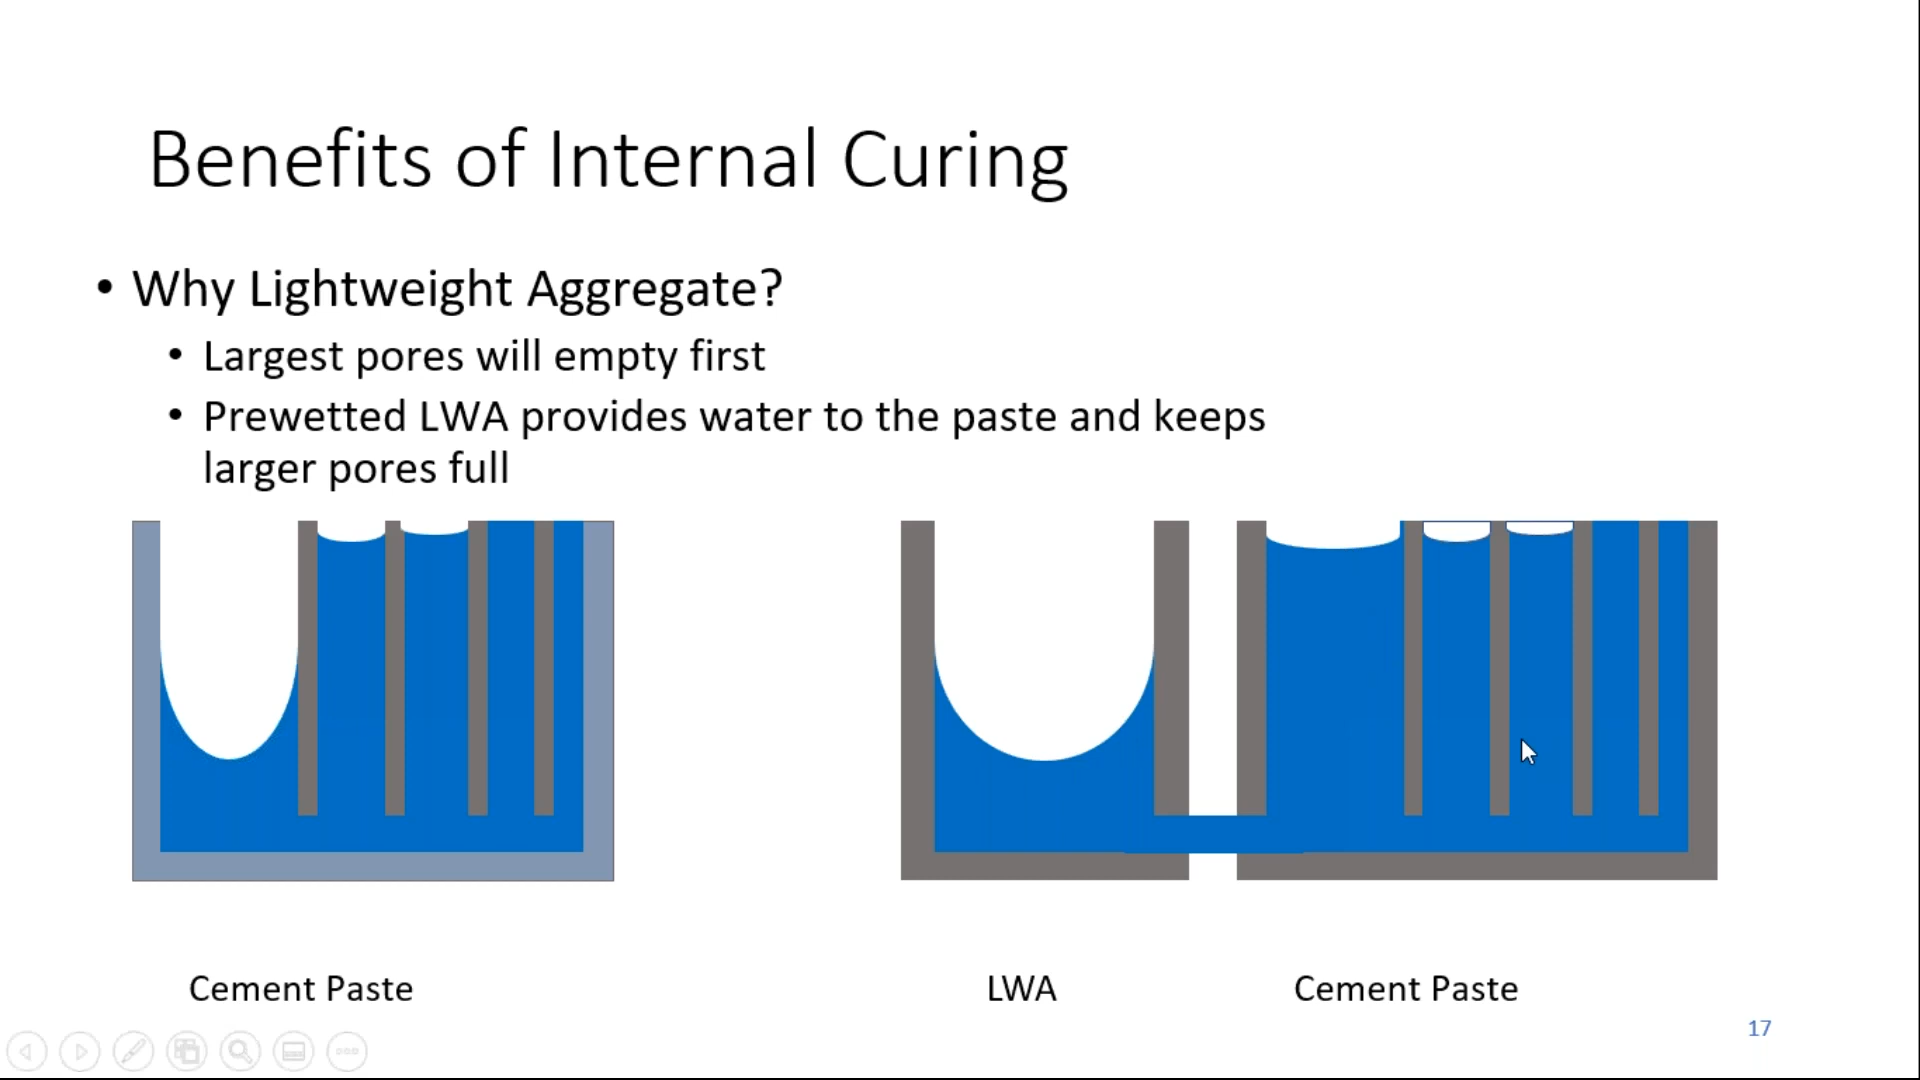 Benefits of Internal Curing
• Why Lightweight Aggregate?
• Largest pores will empty first
• Prewetted LWA provides water to the paste and keeps
larger pores full
Cement Paste
LWA
Cement Paste
17